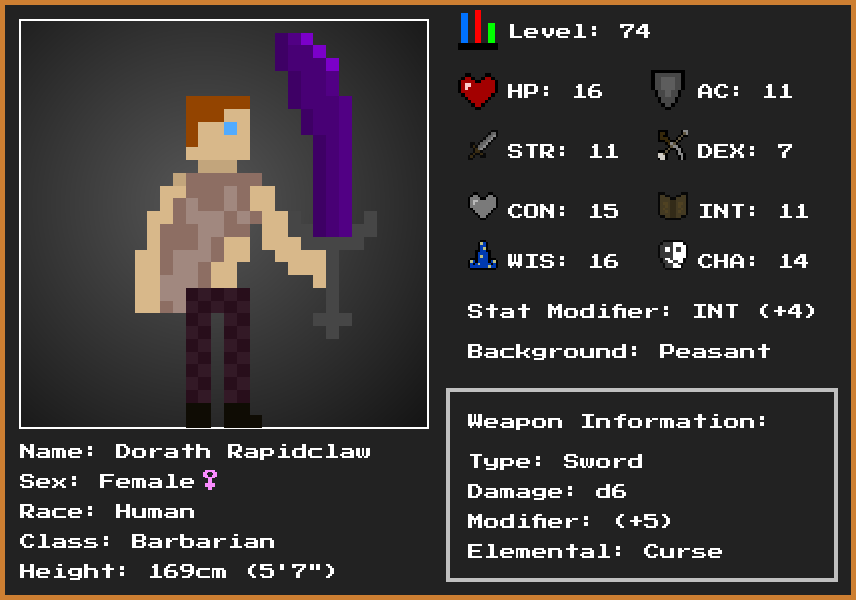 Level: 74
HP: 16 AC: 11
STR: 11 DEX: 7
CON: 15 INT: 11
WIS: 16 CHA: 14
Stat Modifier: INT (+4)
Background: Peasant
Weapon Information:
Type: Sword
Damage: d6
Modifier: (+5)
Elemental: Curse
Name: Dorath Rapidclaw
Sex: Female♀
Race: Human
Class: Barbarian
Height: 169cm (5'7")